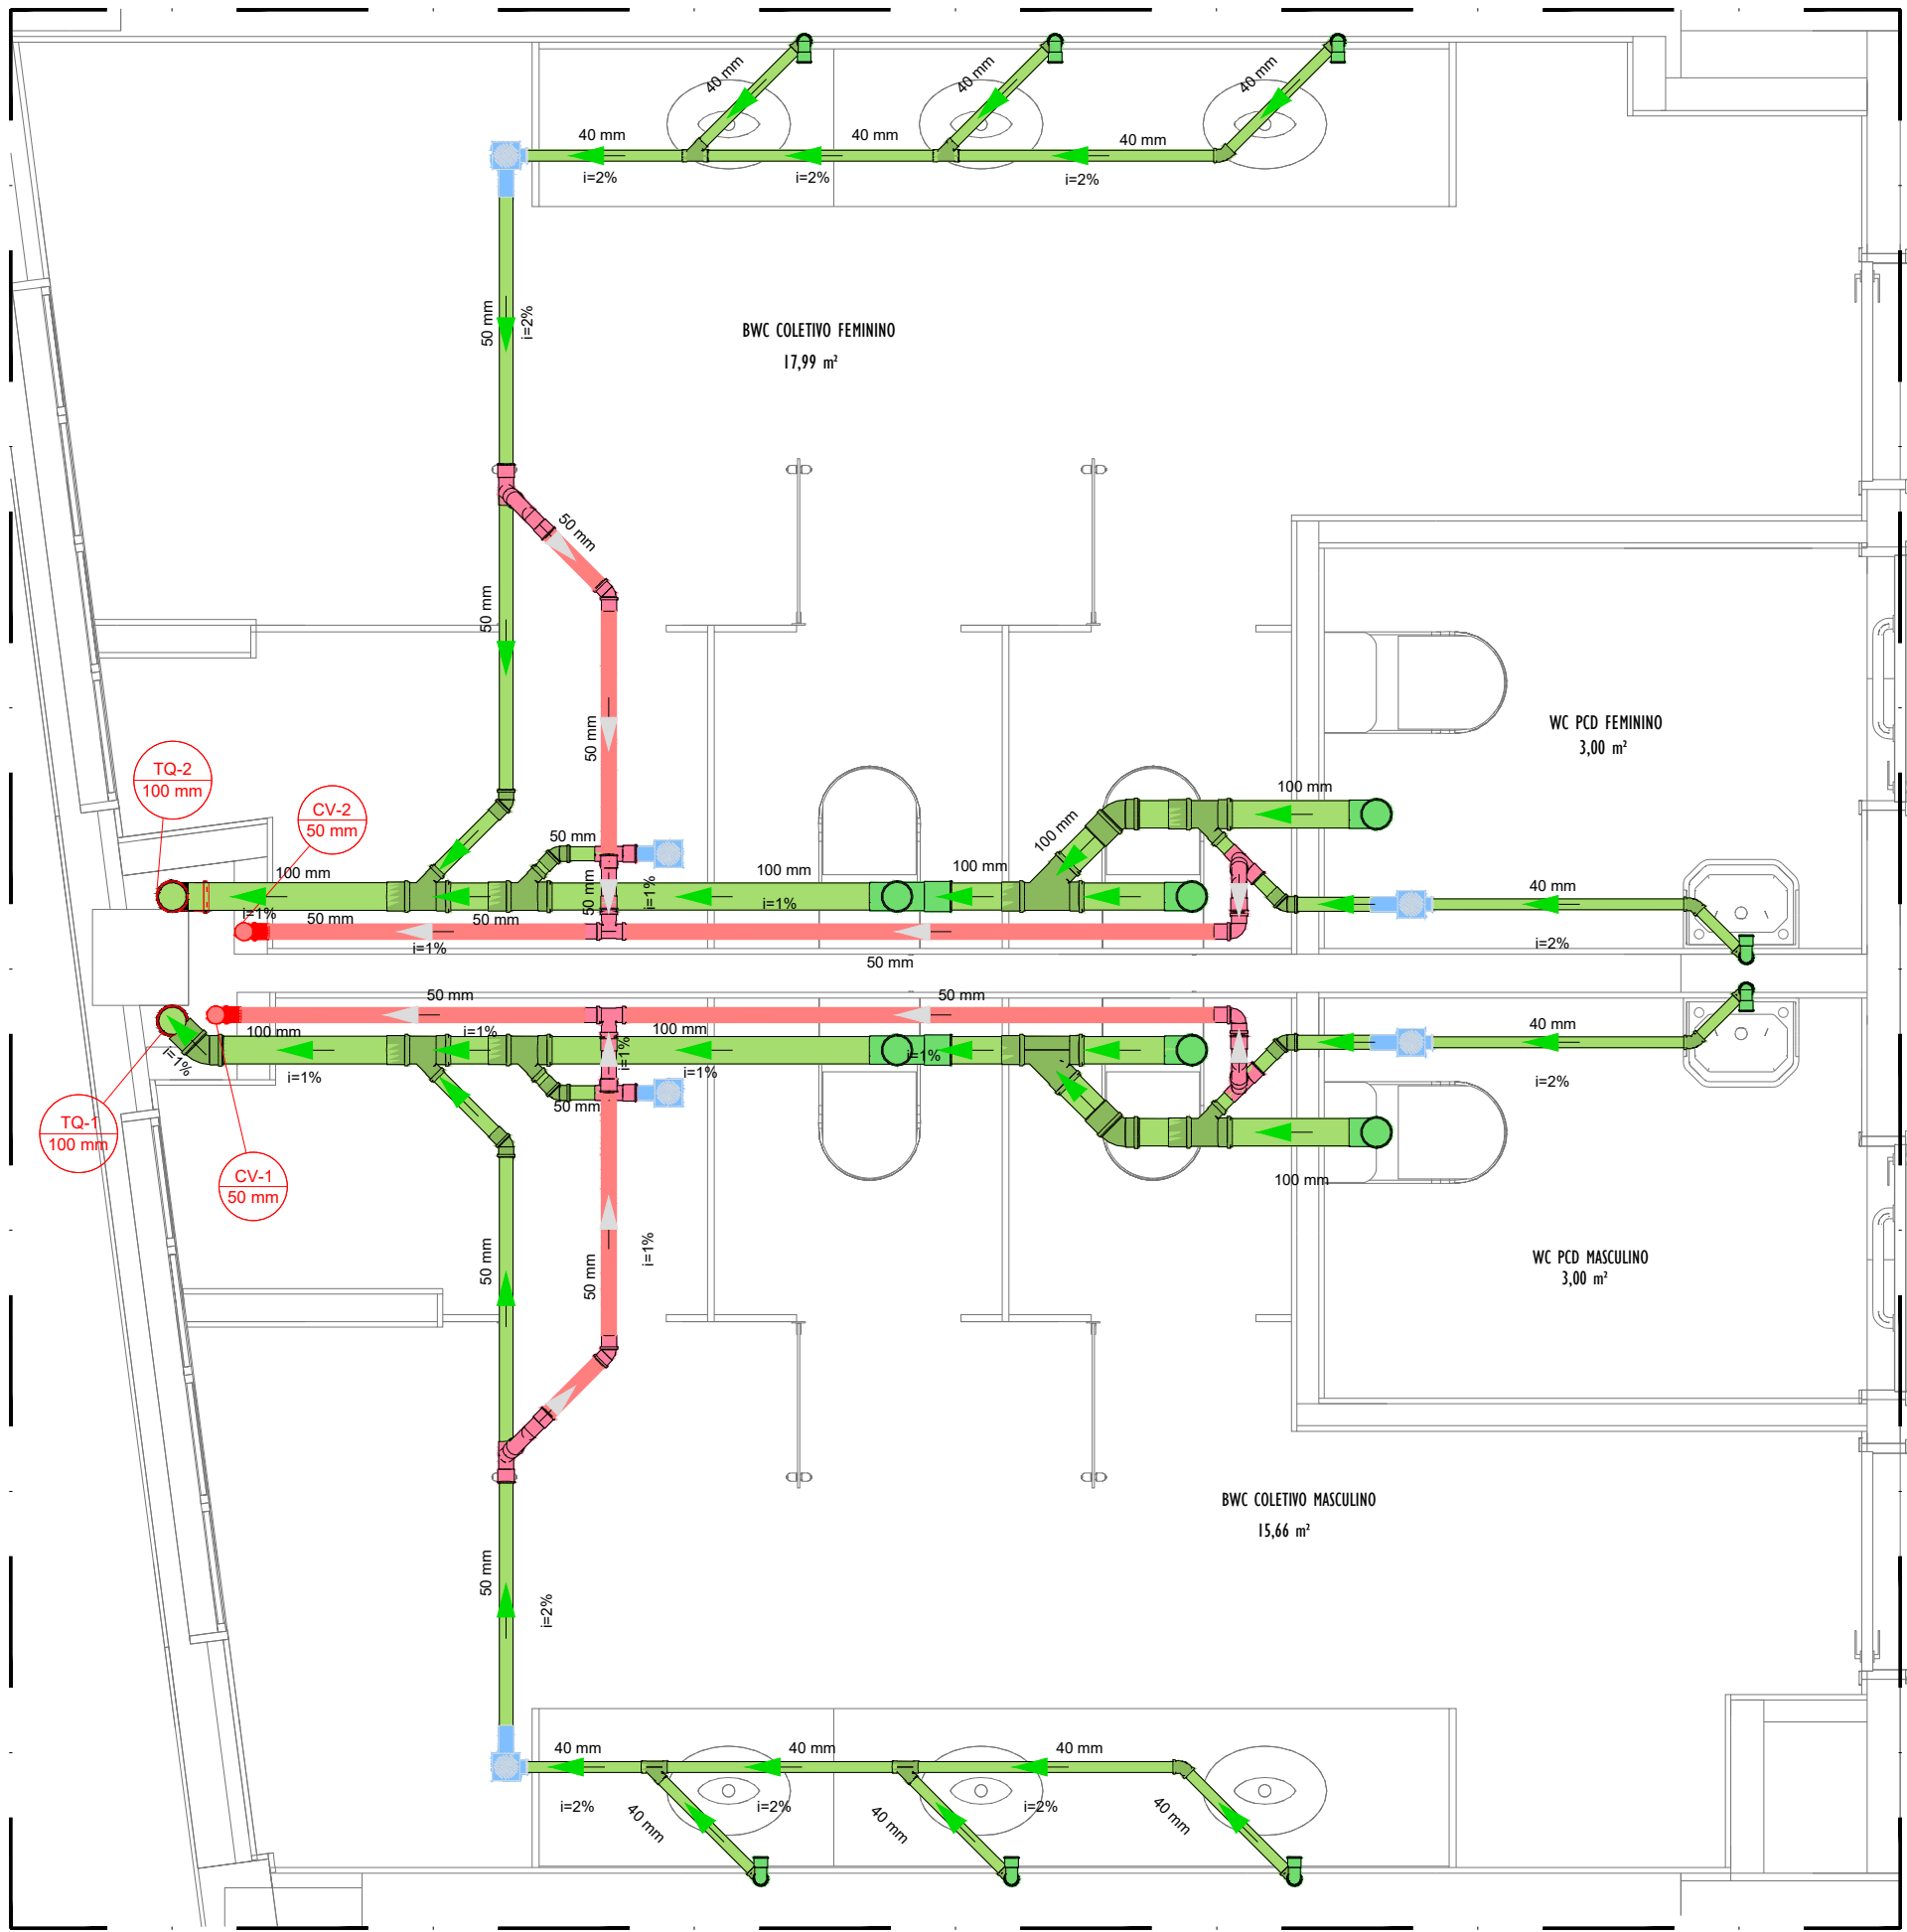 40 mm
40 mm
40 mm
40 mm
40 mm
40 mm
i=2%
i=2%
i=2%
50 mm
i=2%
BWC COLETIVO FEMININO
17,99 m²
50 mm
50 mm
50 mm
WC PCD FEMININO
3,00 m²
TQ-2
100 mm
CV-2
50 mm
100 mm
100 mm
50 mm
100 mm
100 mm
100 mm
50 mm
i=1%
i=1%
i=1%
50 mm
50 mm
i=1%
40 mm
i=2%
50 mm
50 mm
50 mm
100 mm
i=1%
100 mm
i=1%
i=1%
i=1%
i=1%
i=1%
40 mm
i=2%
50 mm
TQ-1
100 mm
CV-1
50 mm
100 mm
50 mm
50 mm
i=1%
WC PCD MASCULINO
3,00 m²
BWC COLETIVO MASCULINO
15,66 m²
50 mm
i=2%
40 mm
40 mm
40 mm
i=2%
i=2%
i=2%
40 mm
40 mm
40 mm